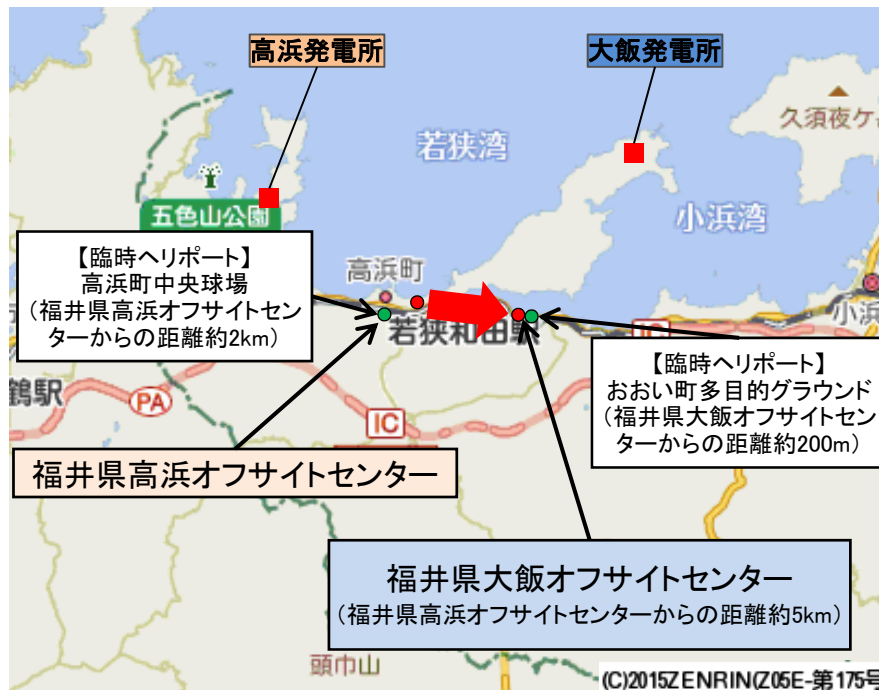 高浜発電所
大飯発電所
久須夜ケ
若狭湾
小浜湾
五色山公園
【臨時ヘリポート】
高浜町中央球場
（福井県高浜オフサイトセン
ターからの距離約2km）
高浜町
若狭和田駅
小浜
IC
【臨時ヘリポート】
おおい町多目的グラウンド
（福井県大飯オフサイトセン
ターからの距離約200m）
鶴駅
PA
IC
福井県高浜オフサイトセンター
福井県大飯オフサイトセンター
（福井県高浜オフサイトセンターからの距離約5km）
頭巾山
(C)2015ZENRIN(Z05E-第175号